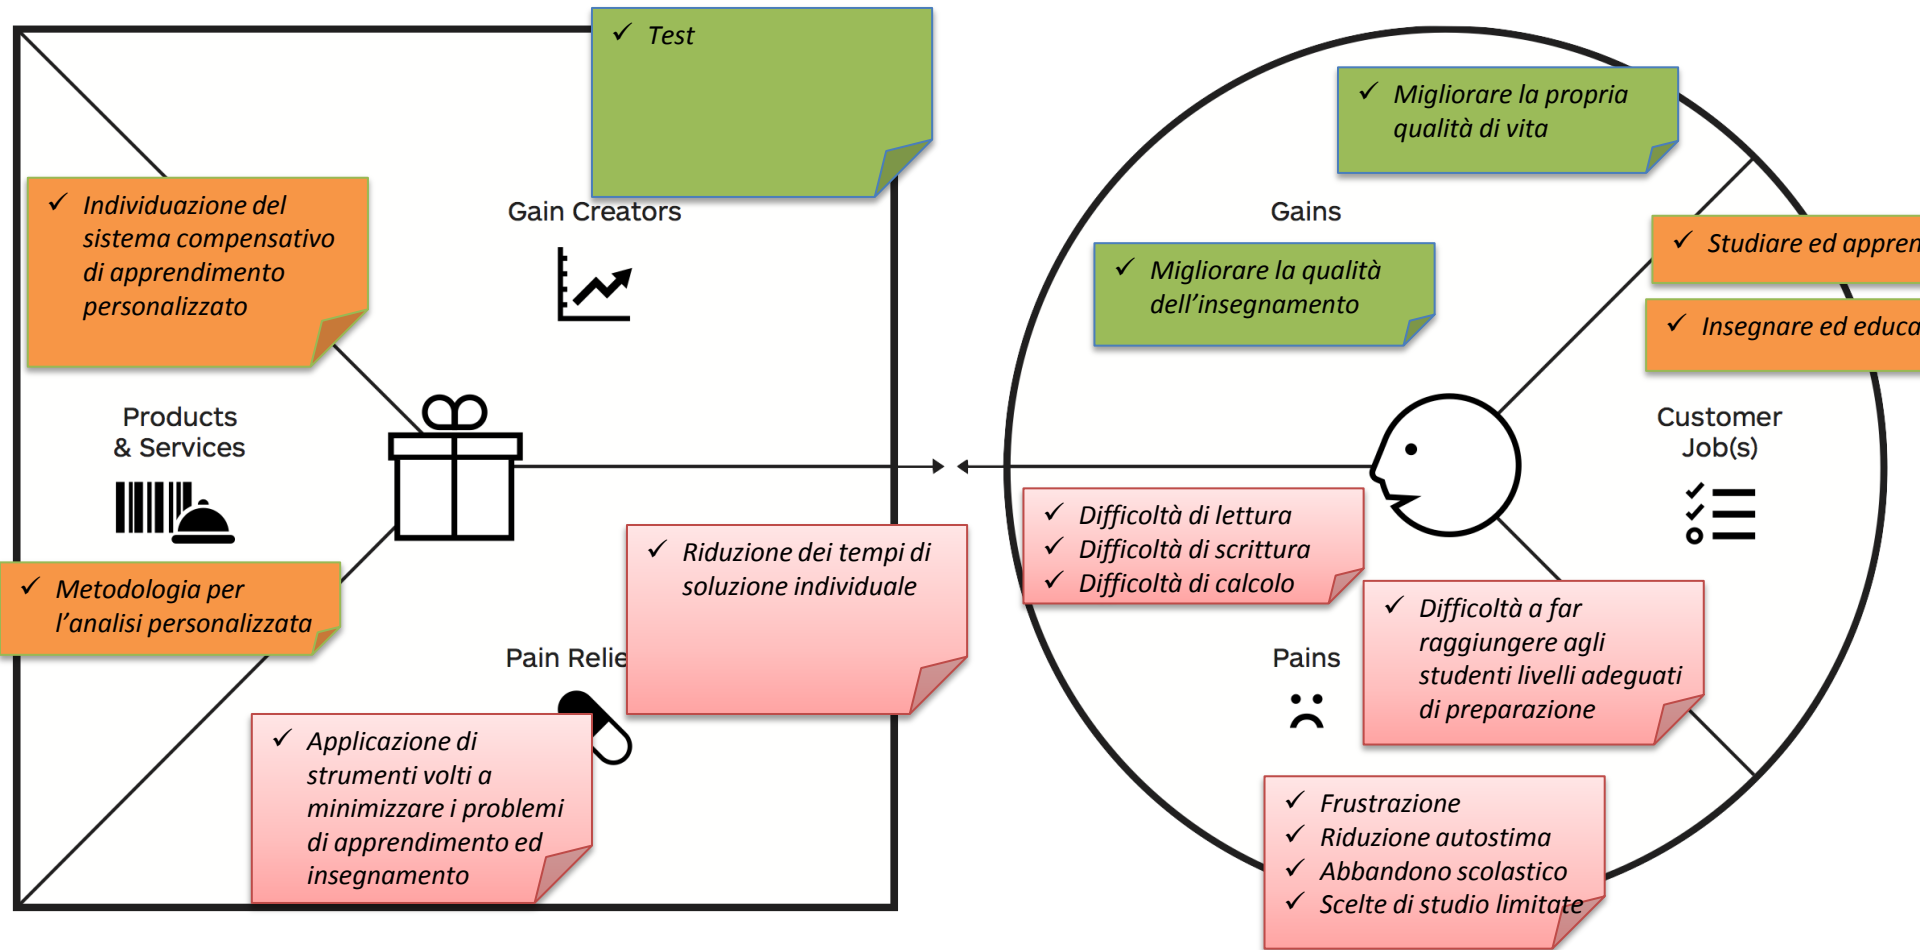 Test
Individuazione del
sistema compensativo
di apprendimento
personalizzato
Gain Creators
Products
& Services
Metodologia per
l'analisi personalizzata
Pain Relie
Riduzione dei tempi di
soluzione individuale
Applicazione di
strumenti volti a
minimizzare i problemi
di apprendimento ed
insegnamento
Migliorare la propria
qualità di vita
Gains
Migliorare la qualità
dell'insegnamento
Studiare ed appren
Insegnare ed educa
Customer
Job(s)
Difficoltà di lettura
Difficoltà di scrittura
Difficoltà di calcolo
Pains
Difficoltà a far
raggiungere agli
studenti livelli adeguati
di preparazione
Frustrazione
Riduzione autostima
Abbandono scolastico
Scelte di studio limitate